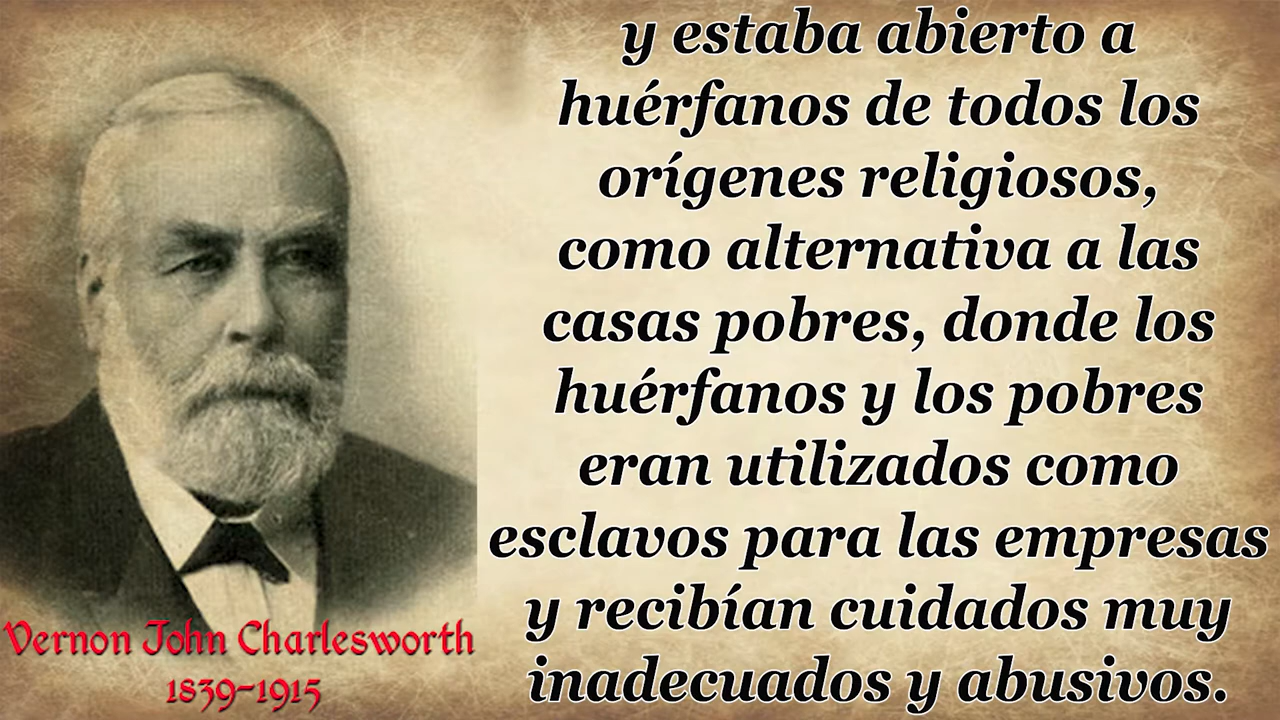 y estaba abierto a
huérfanos de todos los
orígenes religiosos,
como alternativa a las
casas pobres, donde los
huérfanos y los pobres
eran utilizados como
esclavos para las empresas
y recibían cuidados muy
inadecuados y abusivos.
Vernon John Charlesworth
1839-1915